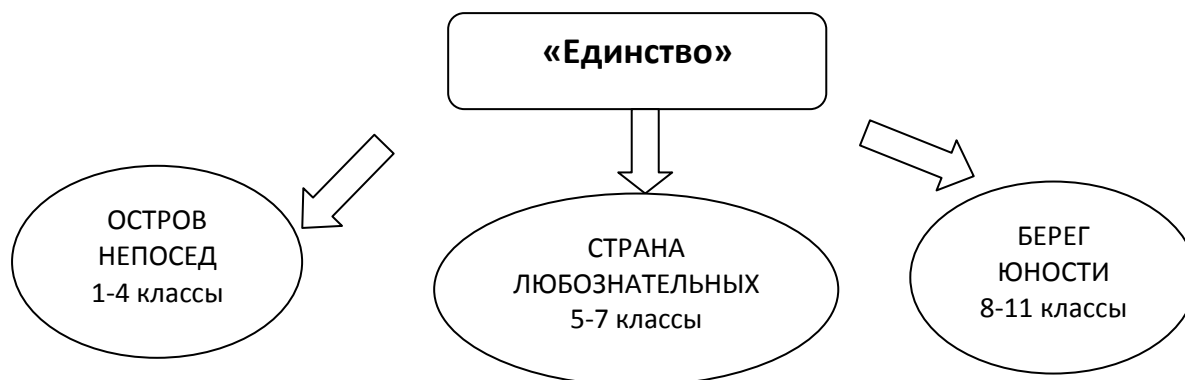 «Единство»
ОСТРОВ
НЕПОСЕД
1-4 классы
СТРАНА
ЛЮБОЗНАТЕЛЬНЫХ
5-7 классы
БЕРЕГ
ЮНОСТИ
8-11 классы